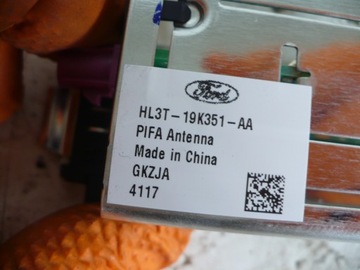 Ford
HL3T-19K351-AA
PIFA Antenna
Made in China
GKZJA
4117